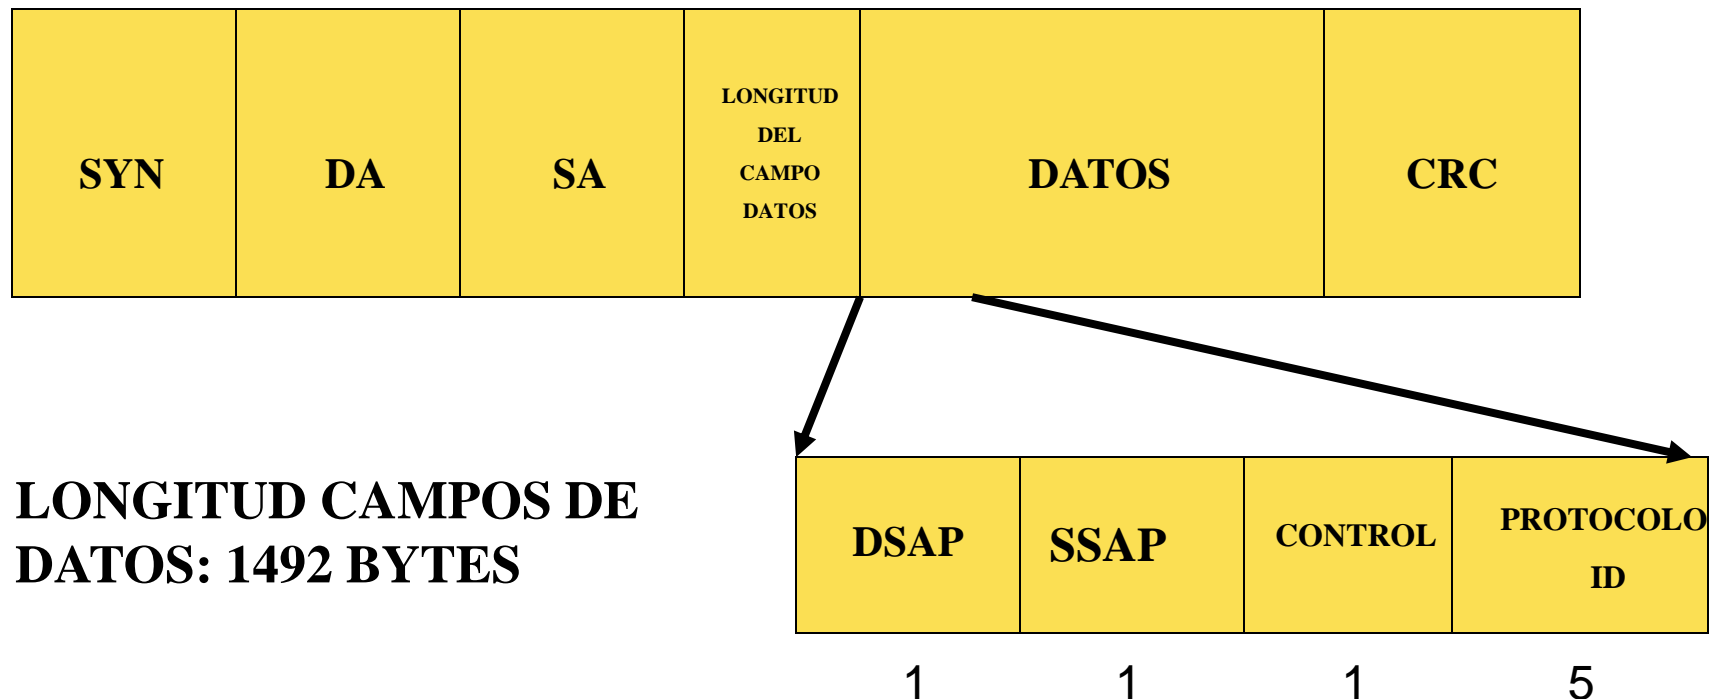 SYN
DA
SA
LONGITUD
DEL
CAMPO
DATOS
DATOS
CRC
LONGITUD CAMPOS DE
DATOS: 1492 BYTES
DSAP
SSAP
CONTROL
PROTOCOLO
ID
1
1
1
5